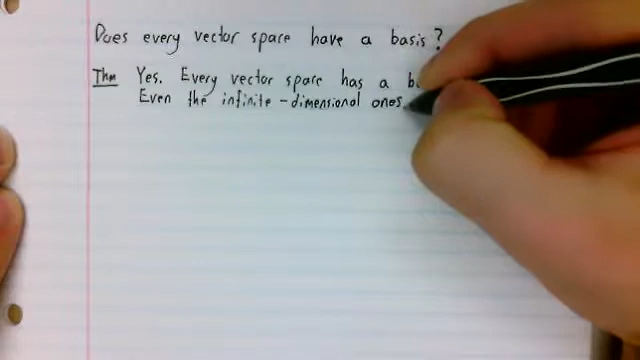 Does every vector space have a basis?
Thm Yes. Every vector space has a
Even the infinite-dimensional ones